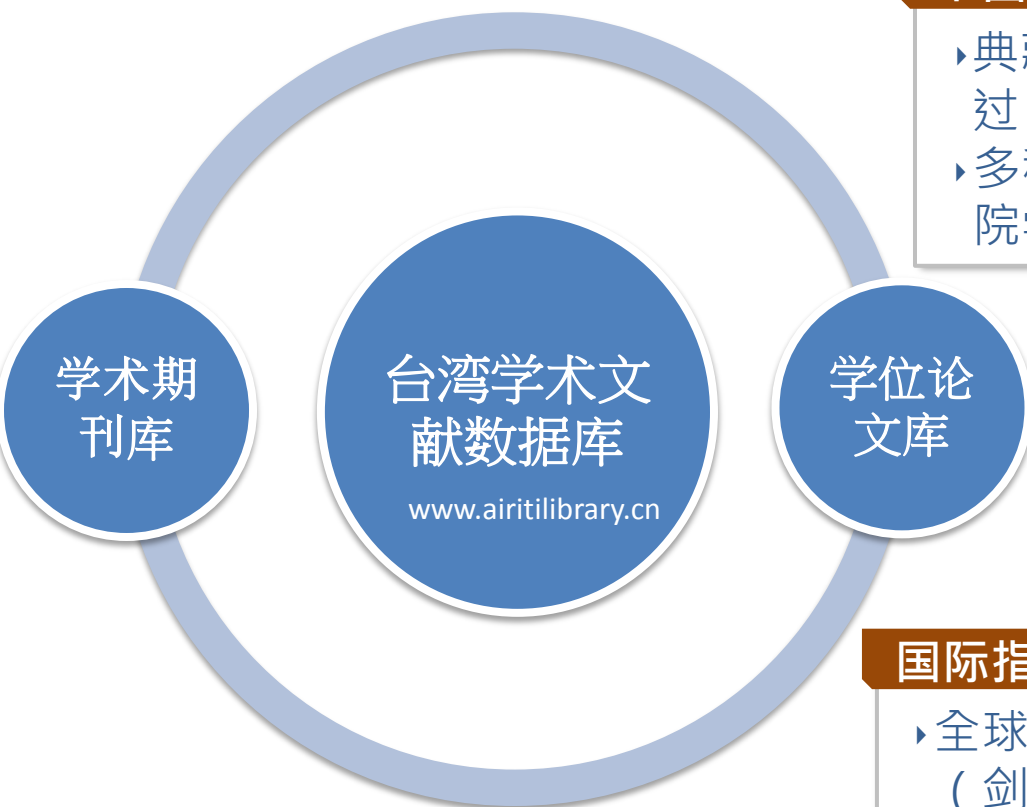 典
过
多
院
学术期
刊库
台湾学术文
献数据库
www.airitilibrary.cn
学位论
文库
国际指
全球
(剑